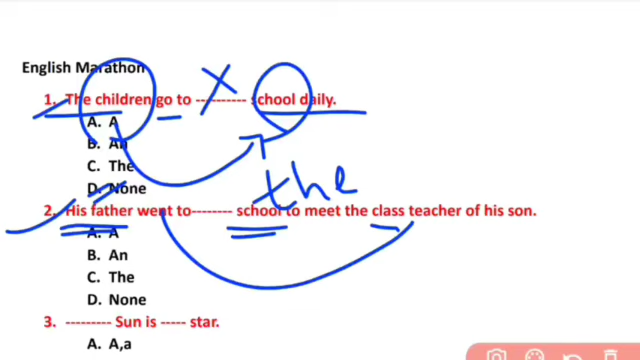 English Marathon
1. The children go to ---------- school daily.
A. A
B. An
C. The
D. None
the
2. His father went to-------- school to meet the class teacher of his son.
A. A
B. An
C. The
D. None
3. --------- Sun is ----- star.
A. A,a